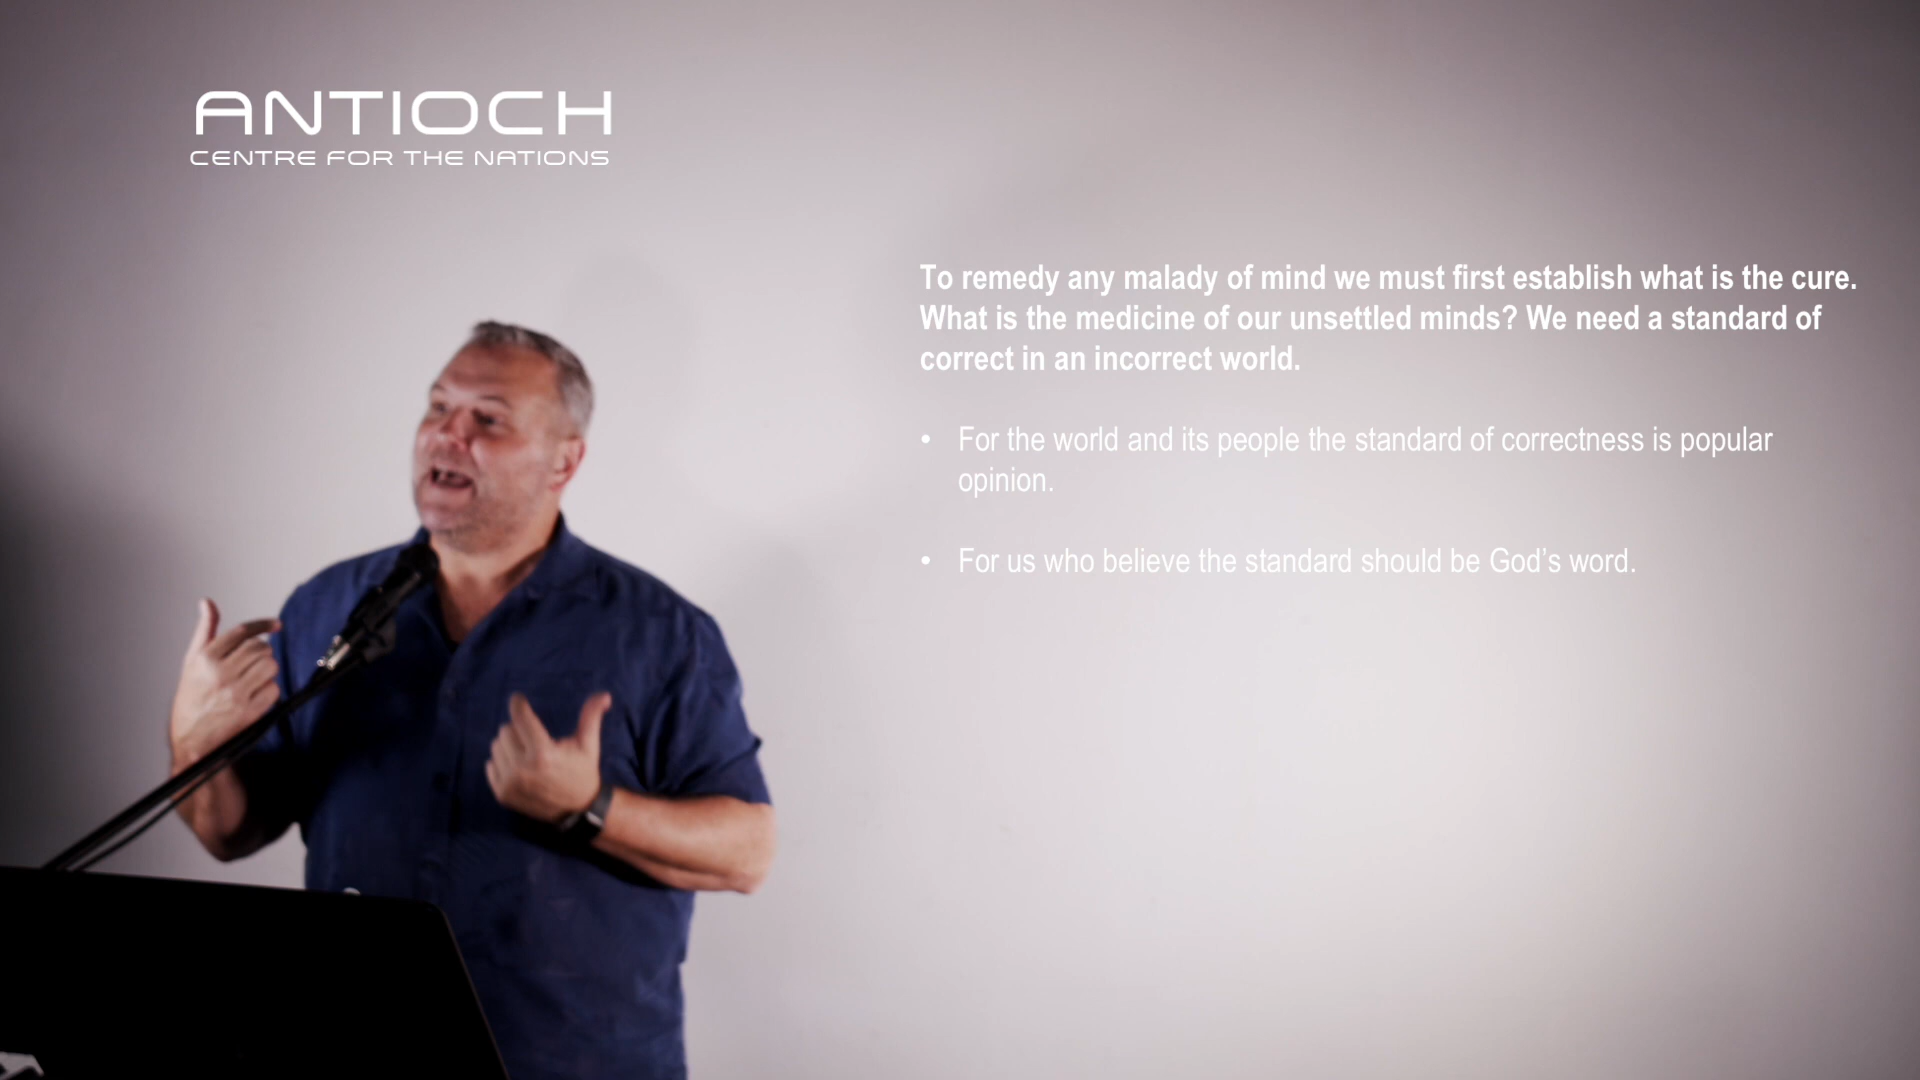 ANTIOCH
CENTRE FOR THE NATIONS
To remedy any malady of mind we must first establish what is the cure.
What is the medicine of our unsettled minds? We need a standard of
correct in an incorrect world.
• For the world and its people the standard of correctness is popular
opinion.
• For us who believe the standard should be God’s word.